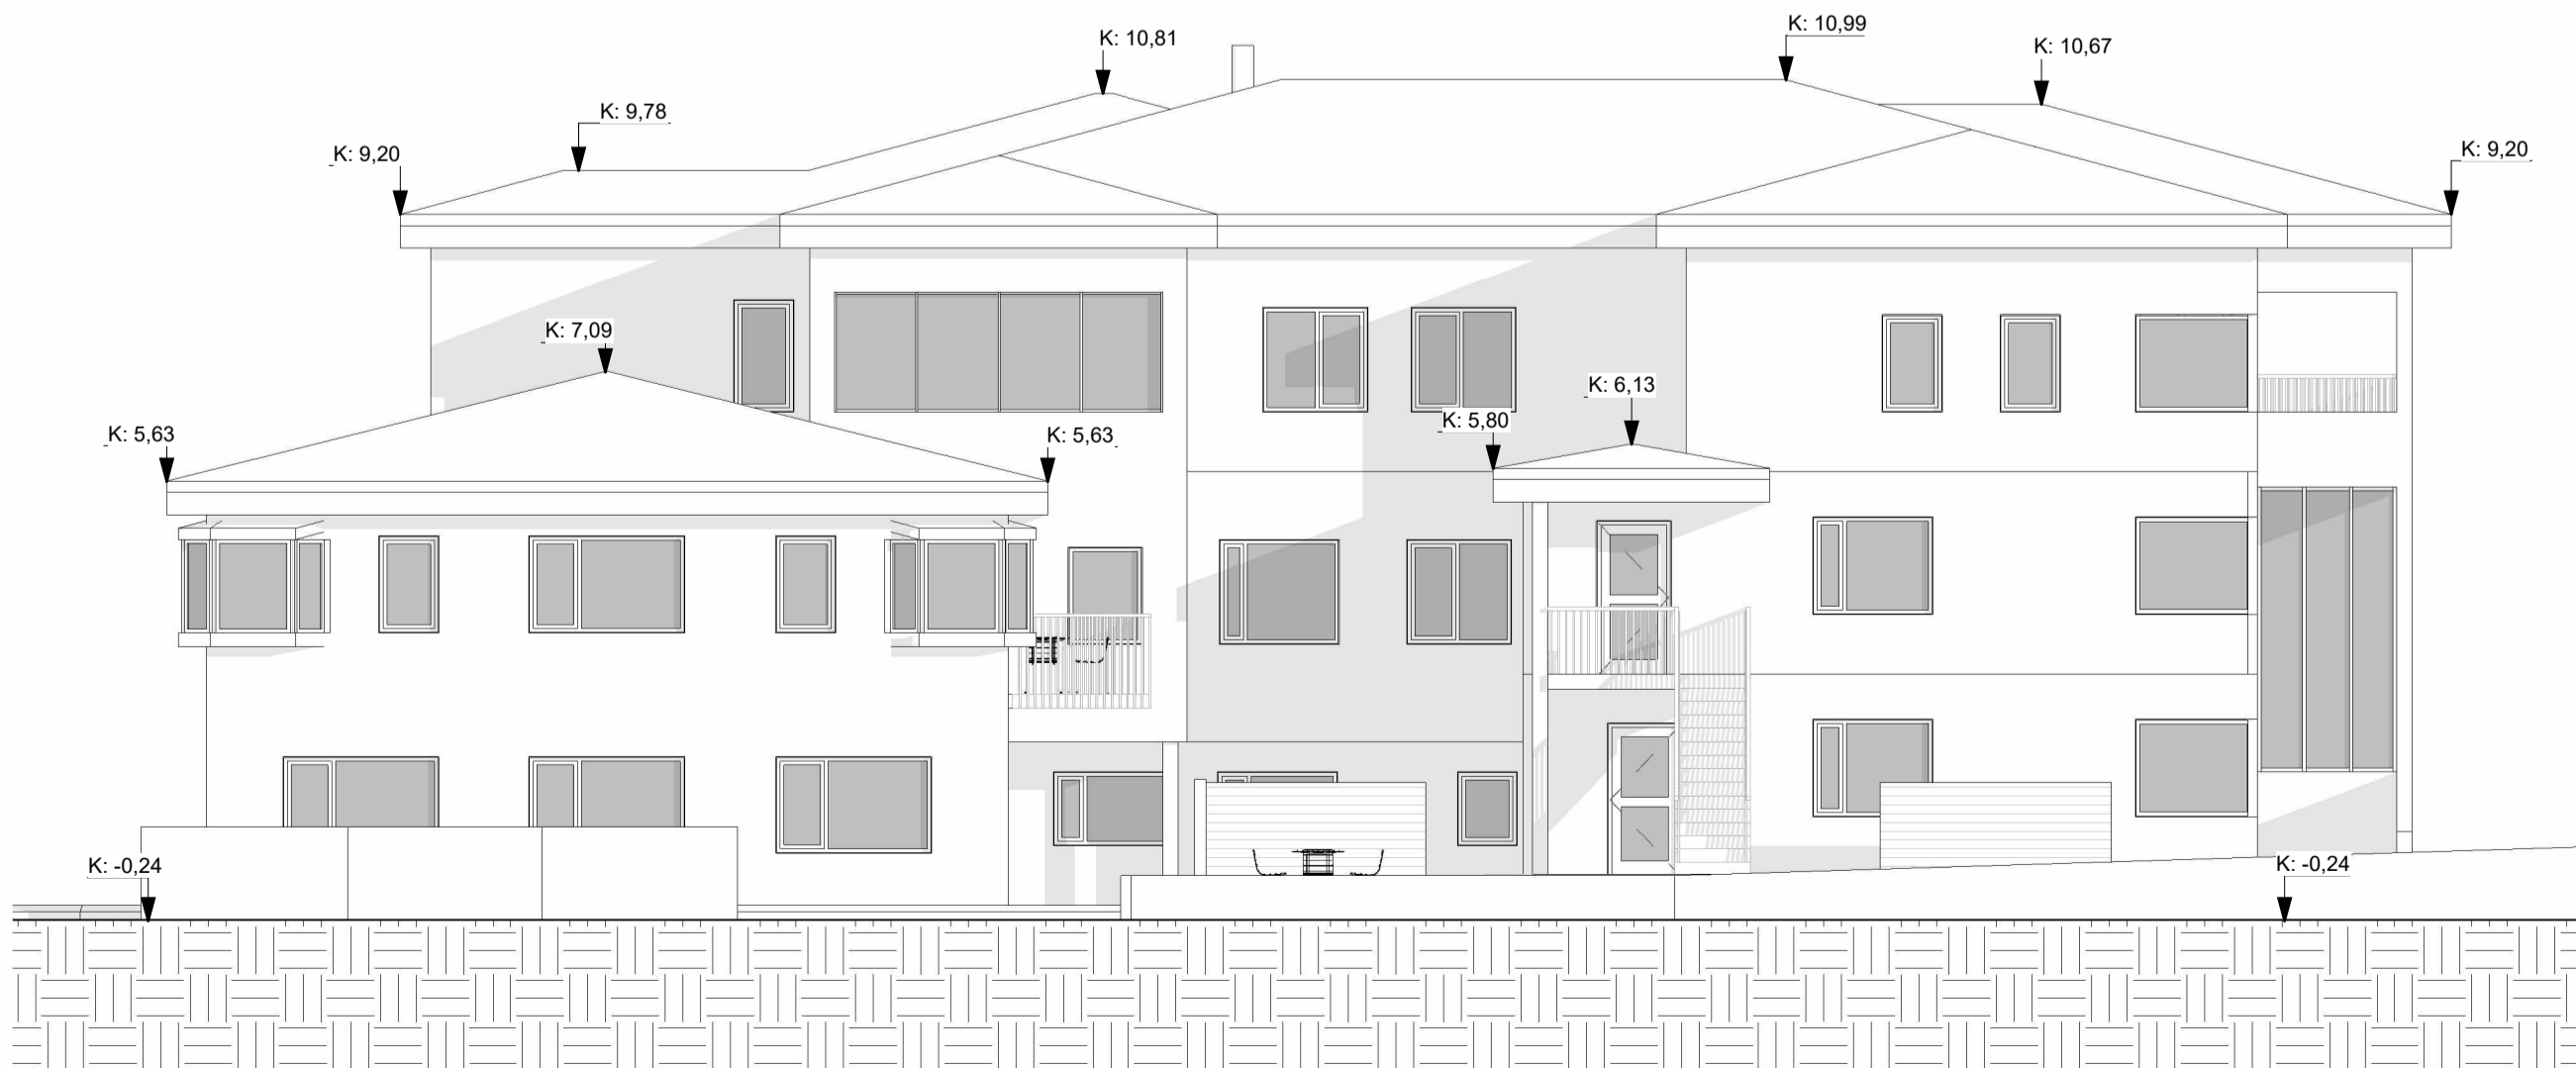 K: 10,99
K: 10,81
K: 10,67
K: 9,78
K: 9,20
K: 9,20
K: 7,09
K: 6,13
K: 5,80
K: 5,63
K: 5,63
K: -0,24
K: -0,24